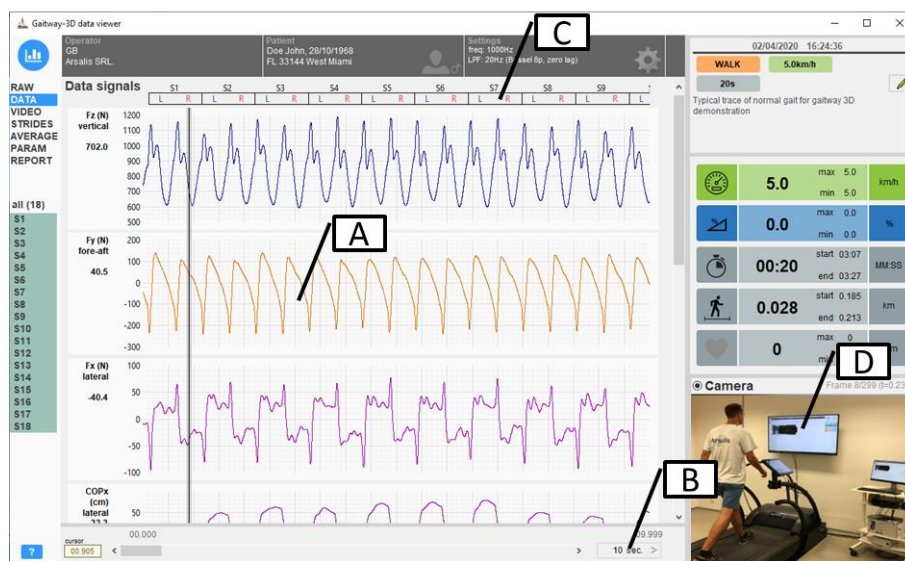 Gaitway-3D data viewer
Operator
GB
Arsalis SRL.
Patient
Doe John, 28/10/1968
FL 33144 West Miami
C
Settings
freq: 1000Hz
LPF: 20Hz (Bessel 8p, zero lag)
02/04/2020 16:24:36
WALK 5.0km/h
20s
Typical trace of normal gait for gaitway 3D
demonstration
RAW
DATA
VIDEO
STRIDES
AVERAGE
PARAM
REPORT
all (18)
S1
S2
S3
S4
S5
S6
S7
S8
S9
S10
S11
S12
S13
S14
S15
S16
S17
S18
?
Data signals
S1 S2 S3 S4 S5 S6 S7 S8 S9
L R L R L R L R L R L R L R L R L R L
Fz (N)
vertical
702.0
1200
1100
1000
900
800
700
600
500
Fy (N)
fore-aft
40.5
200
100
0
-100
-200
-300
A
Fx (N)
lateral
-40.4
100
50
0
-50
-100
COPx
(cm)
lateral
50
B
cursor
00.905
00.000
09.999
< > 10 sec. >
5.0 max 5.0 min 5.0 km/h
% 0.0 max 0.0 min 0.0 %
00:20 start 03:07 end 03:27 MM:SS
0.028 start 0.185 end 0.213 km
0 max 0
D
Camera
Frame 8/299 (t=0.23
Arsalis